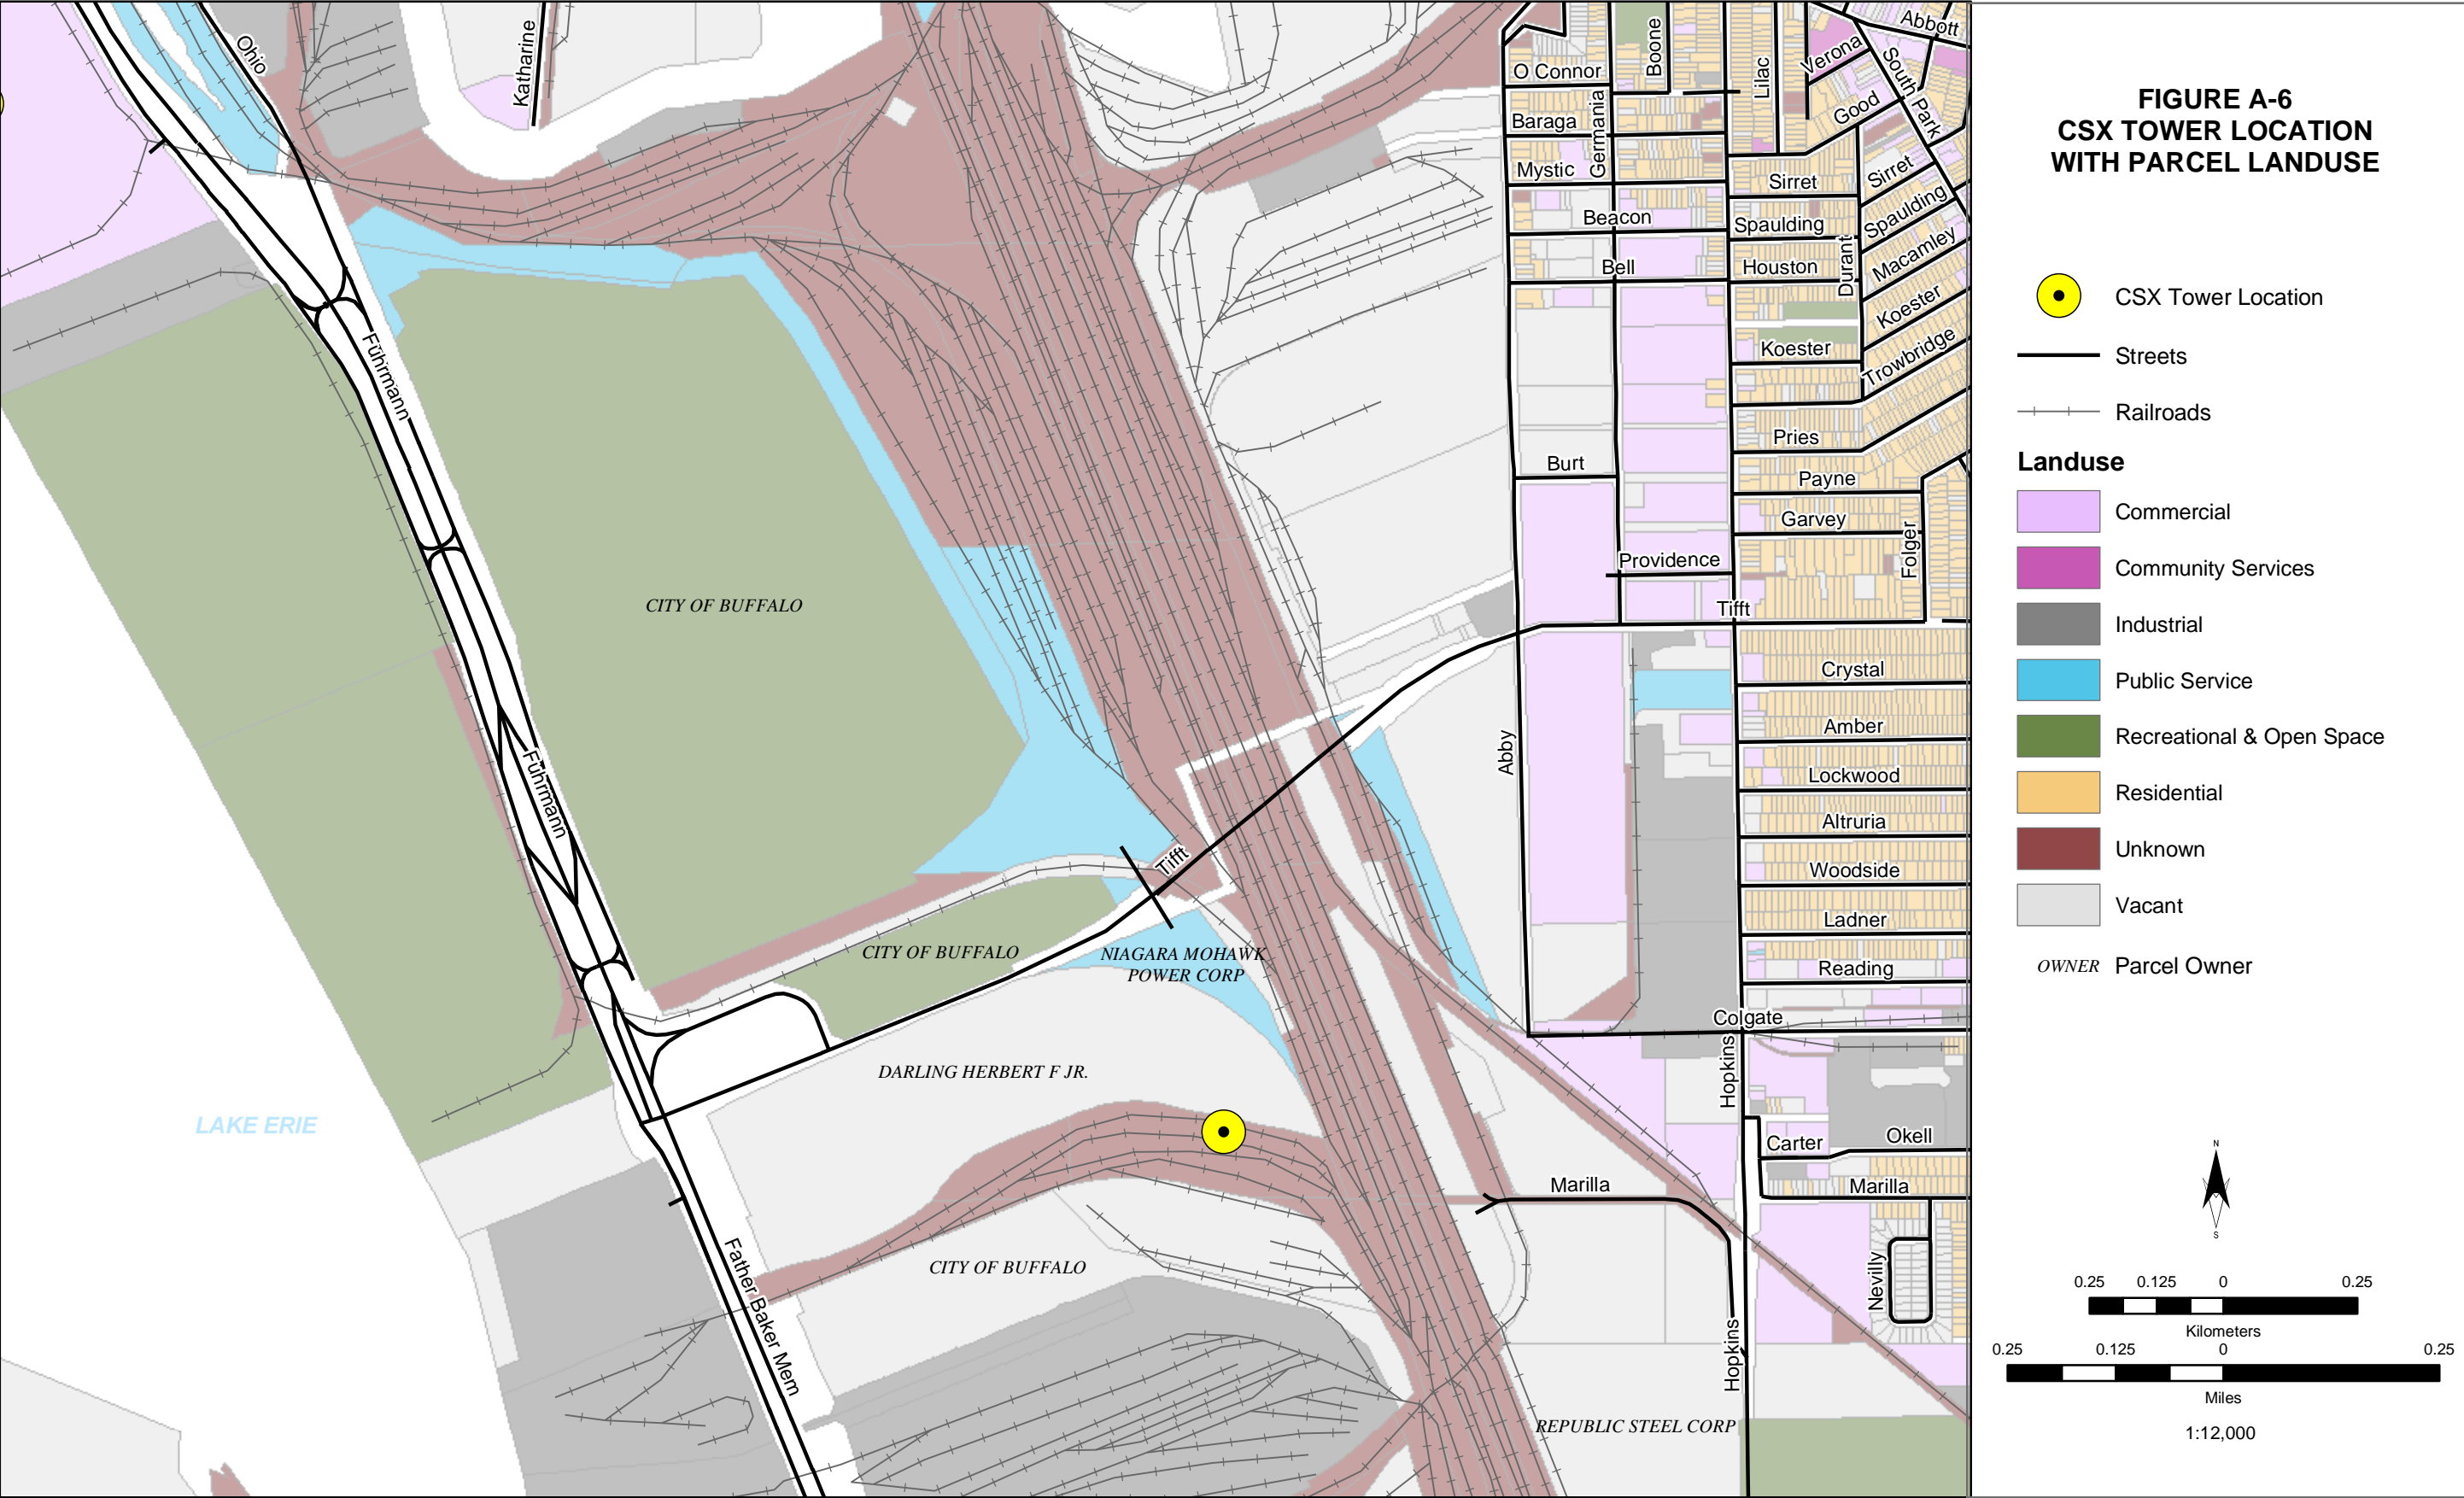 FIGURE A-6
CSX TOWER LOCATION
WITH PARCEL LANDUSE
CSX Tower Location
Streets
Railroads
Landuse
Commercial
Community Services
Industrial
Public Service
Recreational & Open Space
Residential
Unknown
Vacant
OWNER Parcel Owner
N
S
0.25 0.125 0 0.25
Kilometers
0.25 0.125 0 0.25
Miles
1:12,000
Ohio
Katharine
Boone
Lilac
Abbott
Verona
South Park
O Connor
Germania
Good
Baraga
Mystic
Sirret
Sirret
Beacon
Spaulding
Spaulding
Durant
Macamley
Bell
Houston
Koester
Koester
Trowbridge
Fuhrmann
Pries
Burt
Payne
Garvey
Folger
Providence
Tifft
CITY OF BUFFALO
Crystal
Amber
Abby
Lockwood
Fuhrmann
Altruria
Tifft
Woodside
Ladner
CITY OF BUFFALO
NIAGARA MOHAWK
POWER CORP
Reading
Colgate
Hopkins
DARLING HERBERT F JR.
LAKE ERIE
Carter
Okell
Marilla
Marilla
CITY OF BUFFALO
Nevilly
Father Baker Mem
Hopkins
REPUBLIC STEEL CORP